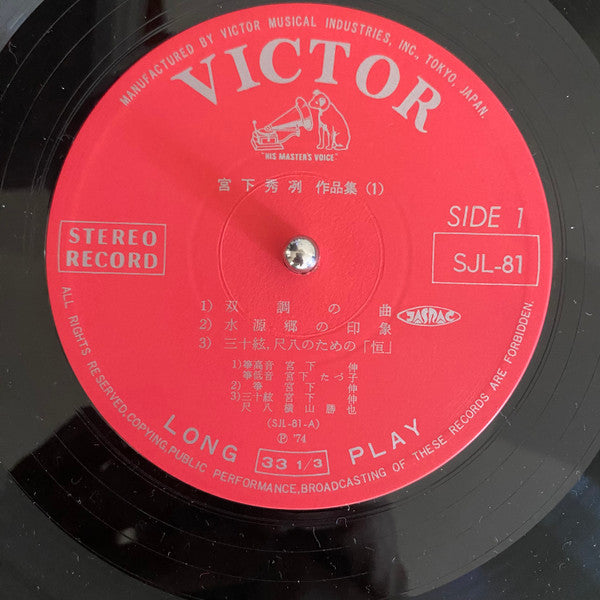 MANUFACTURED BY VICTOR MUSICAL INDUSTRIES, INC., TOKYO, JAPAN.
VICTOR
"HIS MASTER'S VOICE"
宮下秀冽 作品集(1)
STEREO
RECORD
SIDE 1
SJL-81
1) 双調の曲
2) 水源郷の印象
3) 三十絃,尺八のための「恒」
JASRAC
1)箏高音 宮下 伸
箏低音 宮下 たづ子
2) 箏 宮下 伸
3)三十絃 宮下 伸
尺八 横山勝也
(SJL-81-A)
Ⓟ '74
LONG PLAY
33 1/3
ALL RIGHTS RESERVED, COPYING, PUBLIC PERFORMANCE, BROADCASTING OF THESE RECORDS ARE FORBIDDEN.